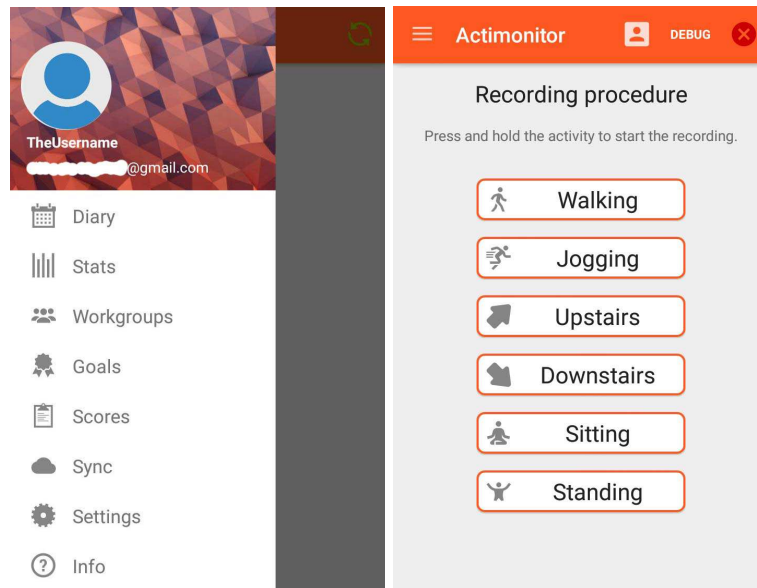 TheUsername
@gmail.com
Diary
Stats
Workgroups
Goals
Scores
Sync
Settings
Info
Actimonitor
DEBUG
Recording procedure
Press and hold the activity to start the recording.
Walking
Jogging
Upstairs
Downstairs
Sitting
Standing